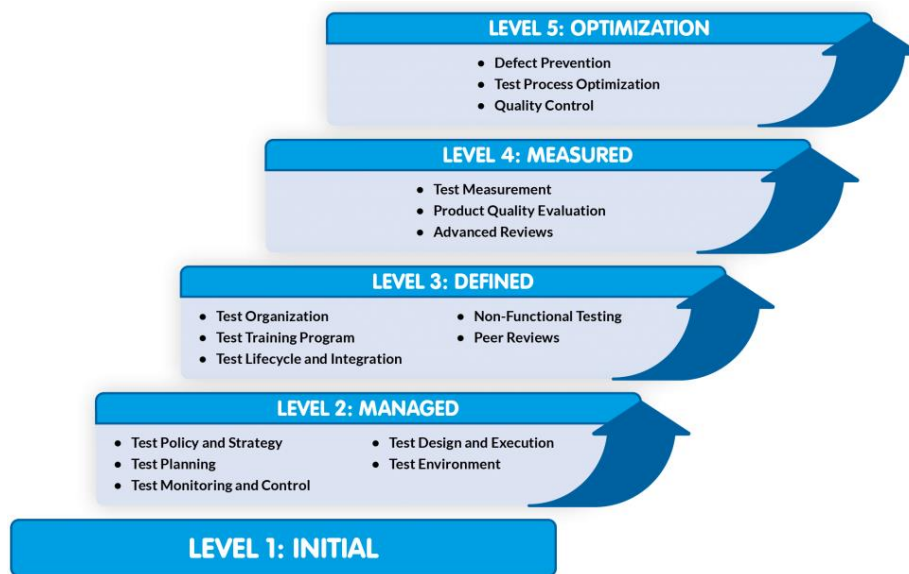 LEVEL 5: OPTIMIZATION
• Defect Prevention
• Test Process Optimization
• Quality Control
LEVEL 4: MEASURED
• Test Measurement
• Product Quality Evaluation
• Advanced Reviews
LEVEL 3: DEFINED
• Test Organization
• Test Training Program
• Test Lifecycle and Integration
• Non-Functional Testing
• Peer Reviews
LEVEL 2: MANAGED
• Test Policy and Strategy
• Test Planning
• Test Monitoring and Control
• Test Design and Execution
• Test Environment
LEVEL 1: INITIAL